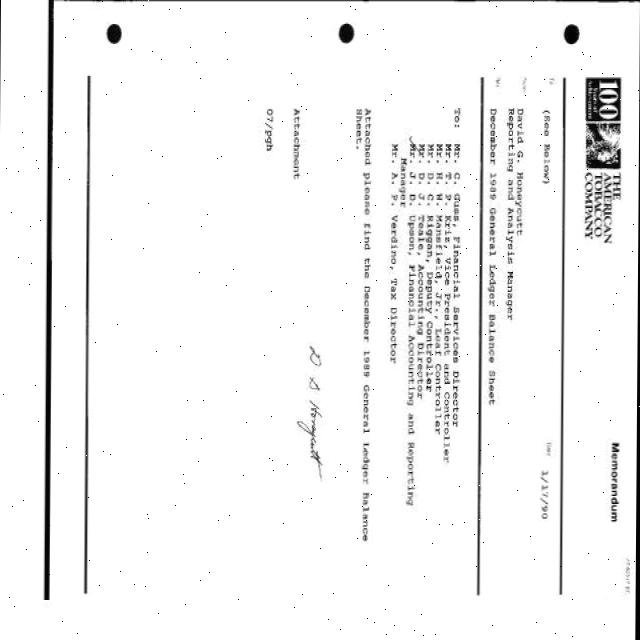 100
Years of
Achievement
THE
AMERICAN
TOBACCO
COMPANY
Memorandum
To (See Below)
Date 1/17/90
From David G. Honeycutt
Reporting and Analysis Manager
December 1989 General Ledger Balance Sheet
To: Mr. C. Guss, Financial Services Director
Mr. T. P. Kriz, Vice President and Controller
Mr. H. W. Mansfield, Jr., Leaf Controller
Mr. D. C. Riggan, Deputy Controller
Mr. D. J. Teale, Accounting Director
Mr. J. D. Upson, Financial Accounting and Reporting
Manager
Mr. A. P. Verdino, Tax Director
Attached please find the December 1989 General Ledger Balance
Sheet.
D G Honeycutt
Attachment
07/pgh